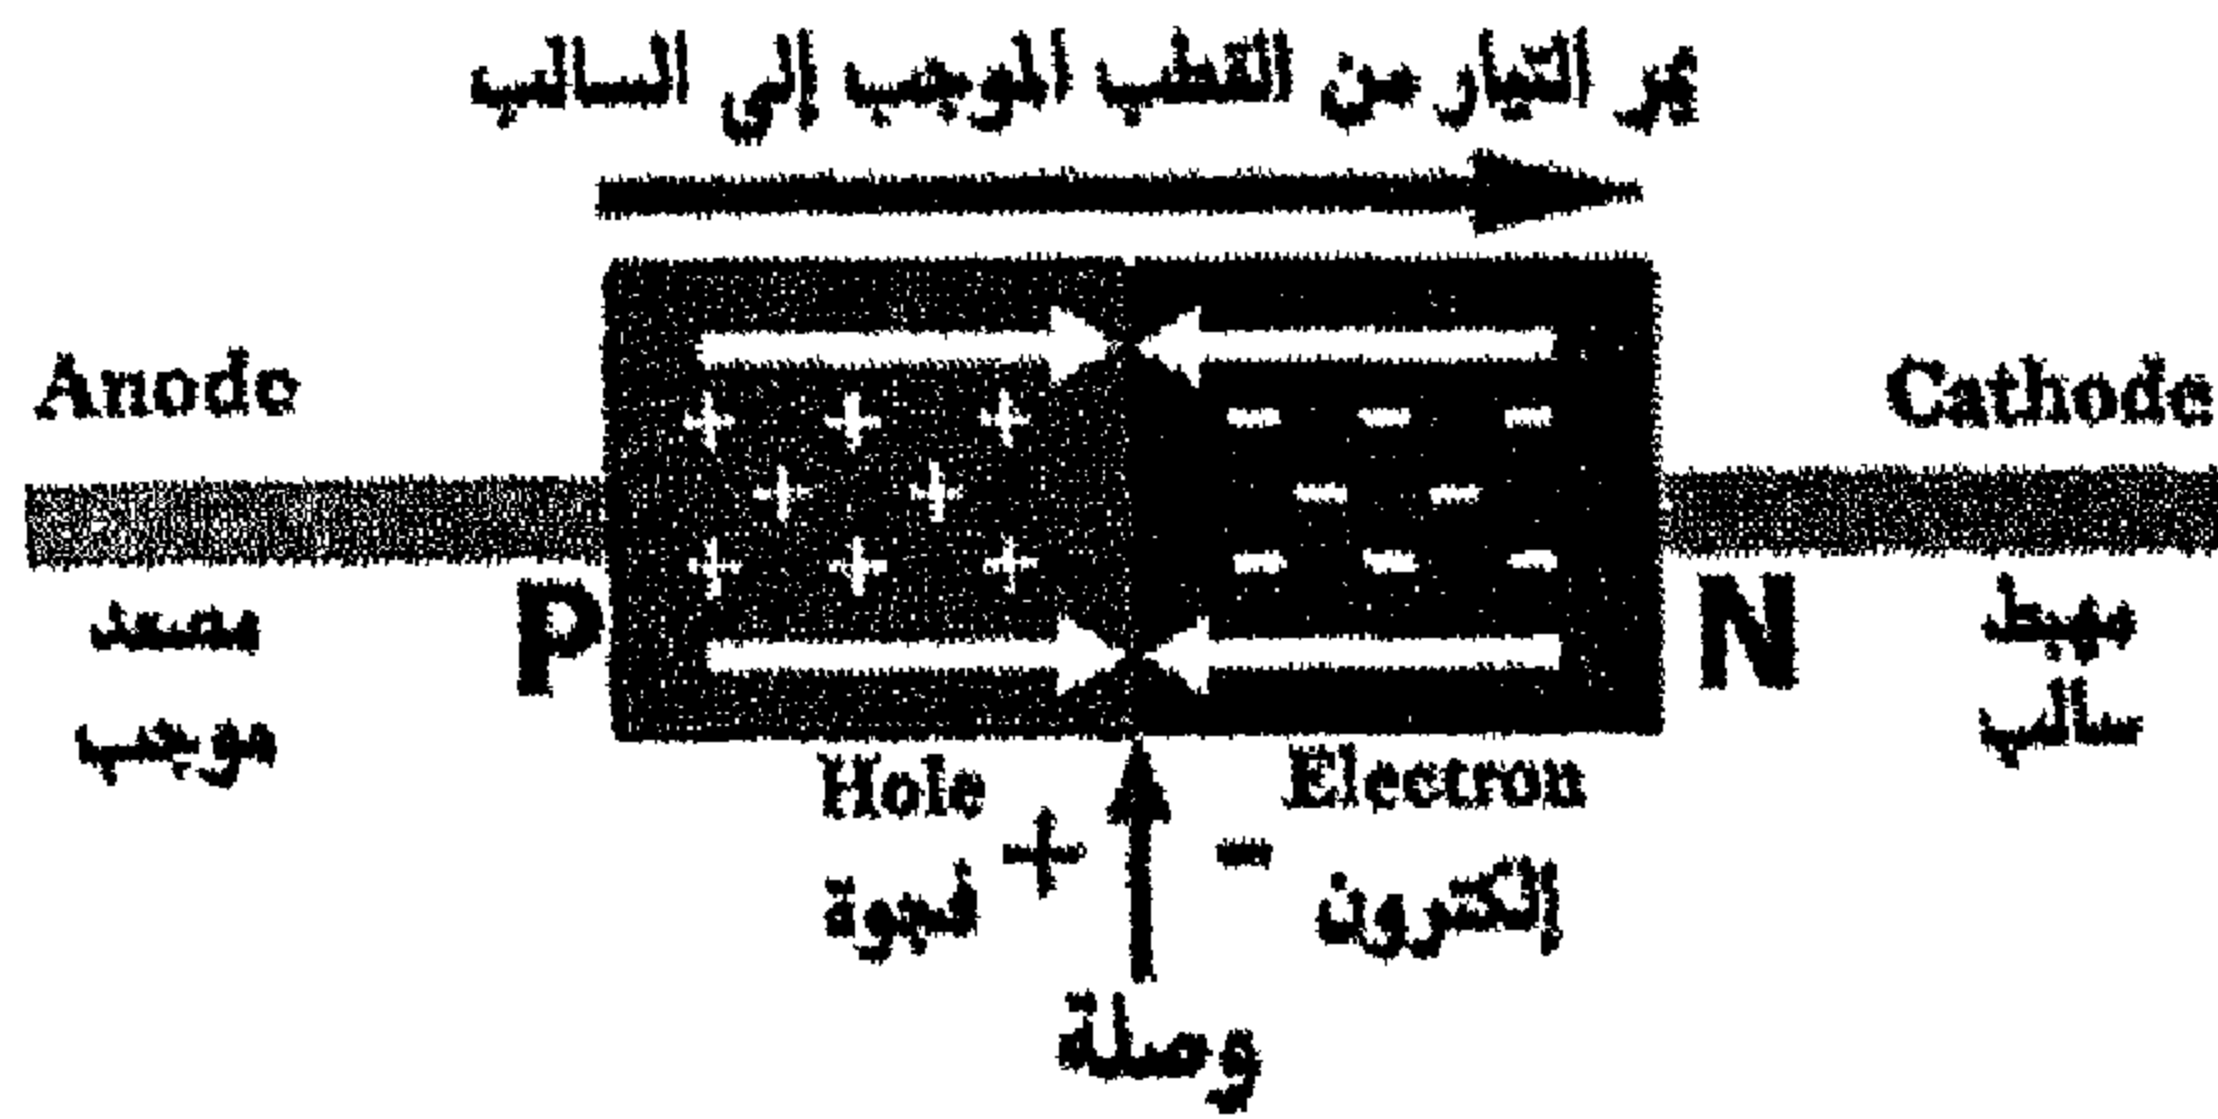 يمر التيار من القطب الموجب إلى السالب
Anode
Cathode
+ + +
- - -
+ +
- -
+ + +
- - -
P
N
مصعد
موجب
مهبط
سالب
Hole
فجوة
+
-
Electron
إلكترون
وصلة